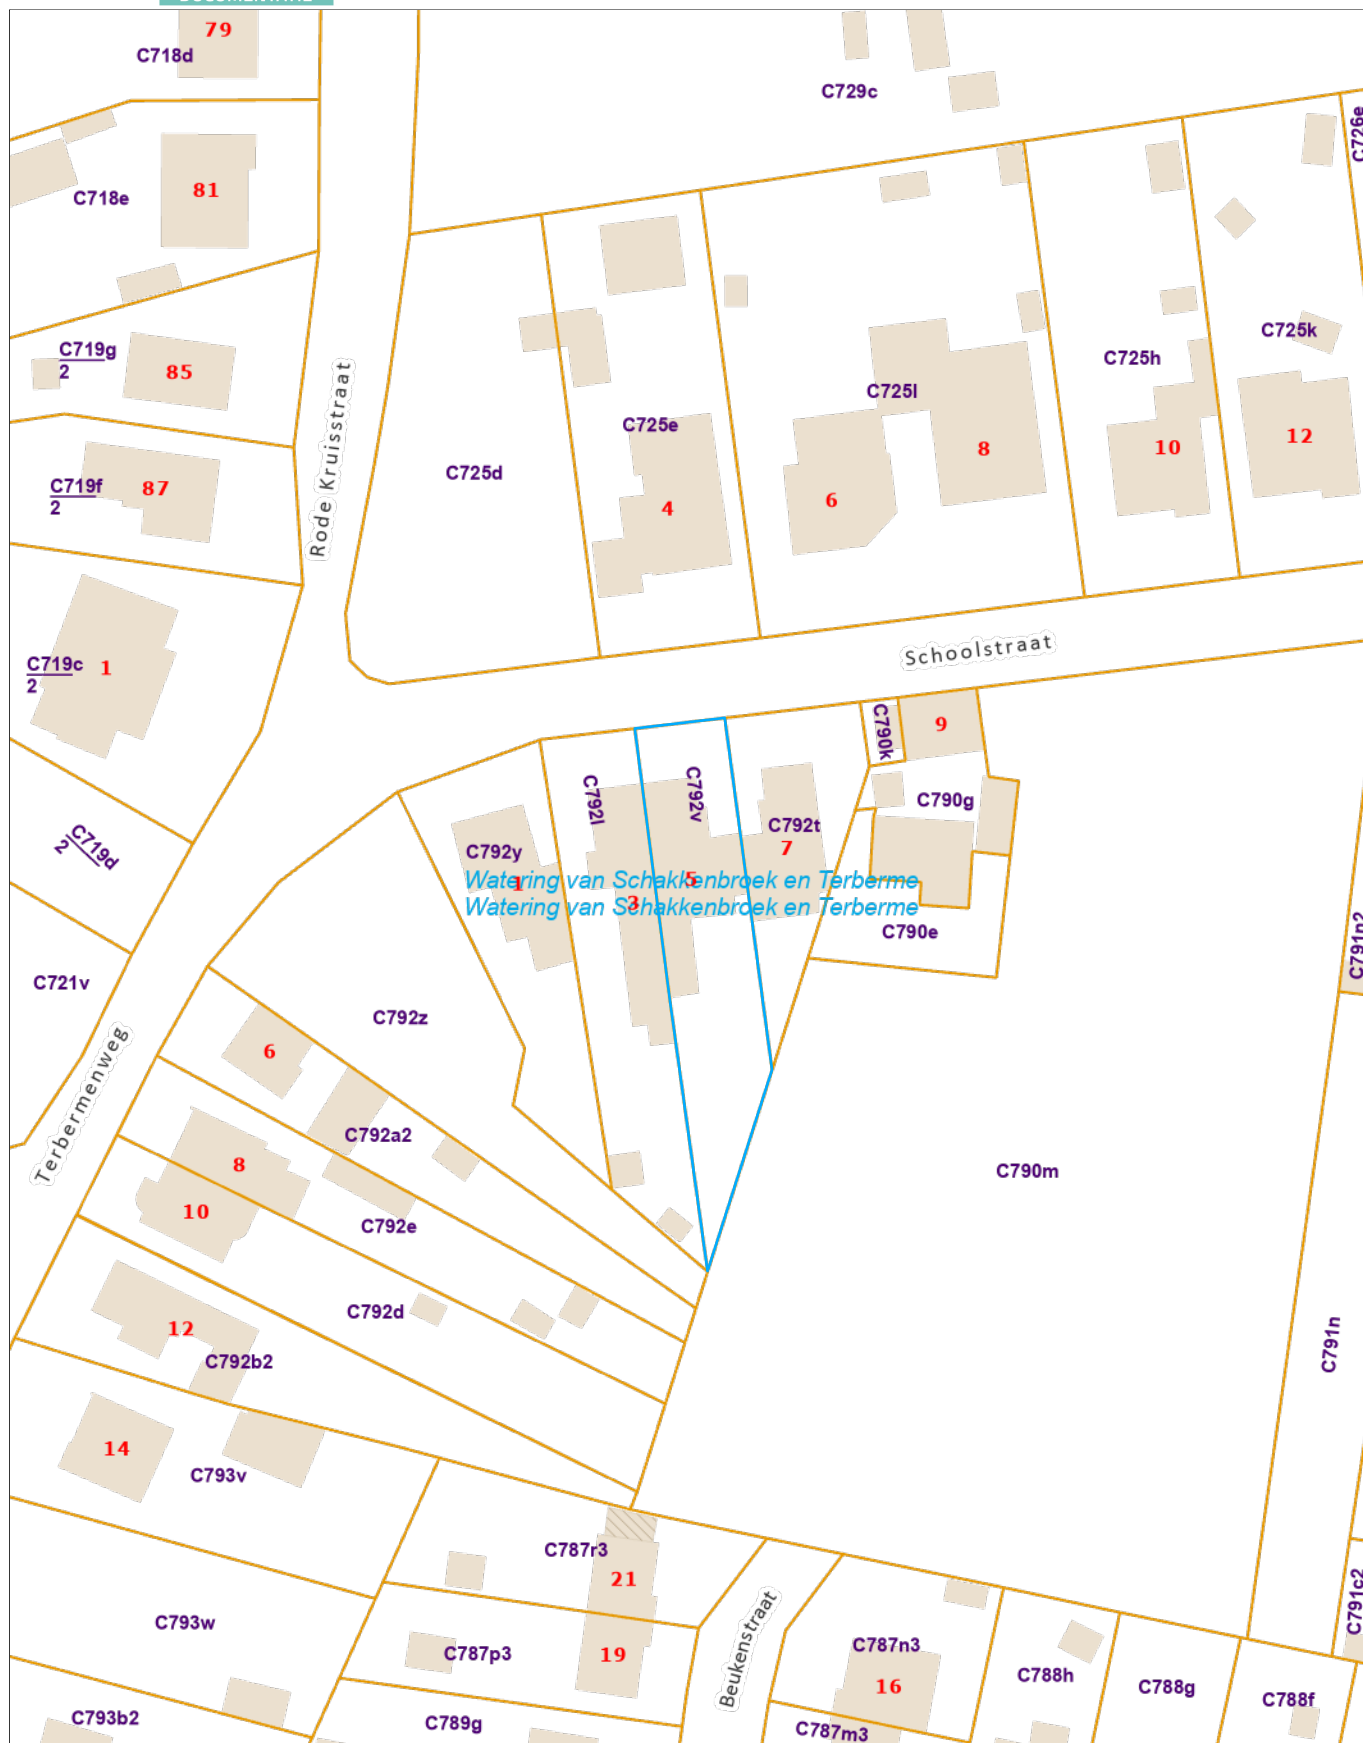 79
C718d
C729c
C726e
81
C718e
C719g
2
85
C725k
C725h
C725l
Rode Kruisstraat
C725e
C725d
12
10
8
6
4
C719f
2
87
Schoolstraat
C719c
2
1
C790k
9
C792l
C792v
C790g
C792t
7
C719d
2
C792y
1
5
3
Watering van Schakkenbroek en Terberme
Watering van Schakkenbroek en Terberme
C790e
C791p2
C721v
C792z
6
Terbermenweg
C792a2
8
C790m
10
C792e
C792d
12
C792b2
C791n
14
C793v
C787r3
21
C791c2
C793w
C787p3
19
Beukenstraat
C787n3
16
C788h
C788g
C788f
C793b2
C789g
C787m3